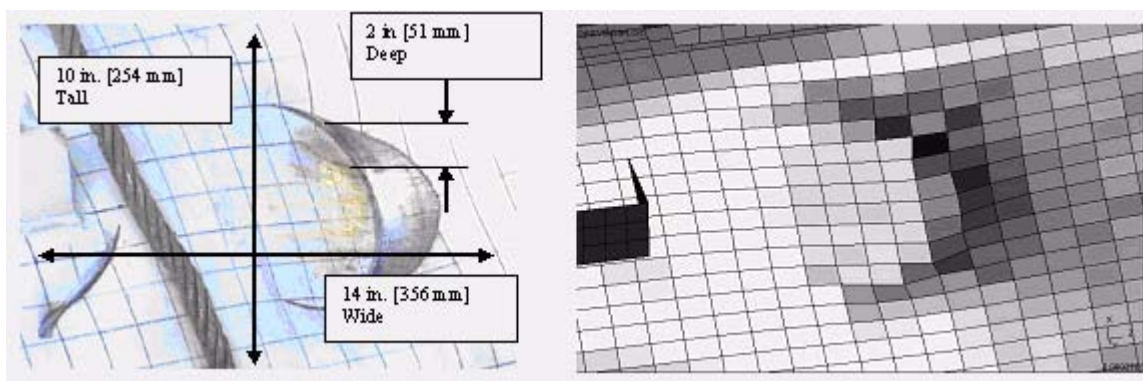 2 in [51 mm]
Deep
10 in. [254 mm]
Tall
14 in. [356 mm]
Wide